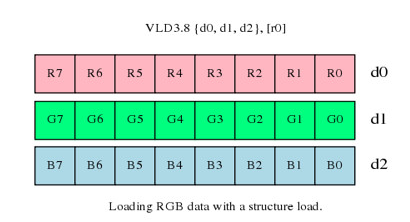 VLD3.8 {d0, d1, d2}, [r0]
R7 R6 R5 R4 R3 R2 R1 R0 d0
G7 G6 G5 G4 G3 G2 G1 G0 d1
B7 B6 B5 B4 B3 B2 B1 B0 d2
Loading RGB data with a structure load.